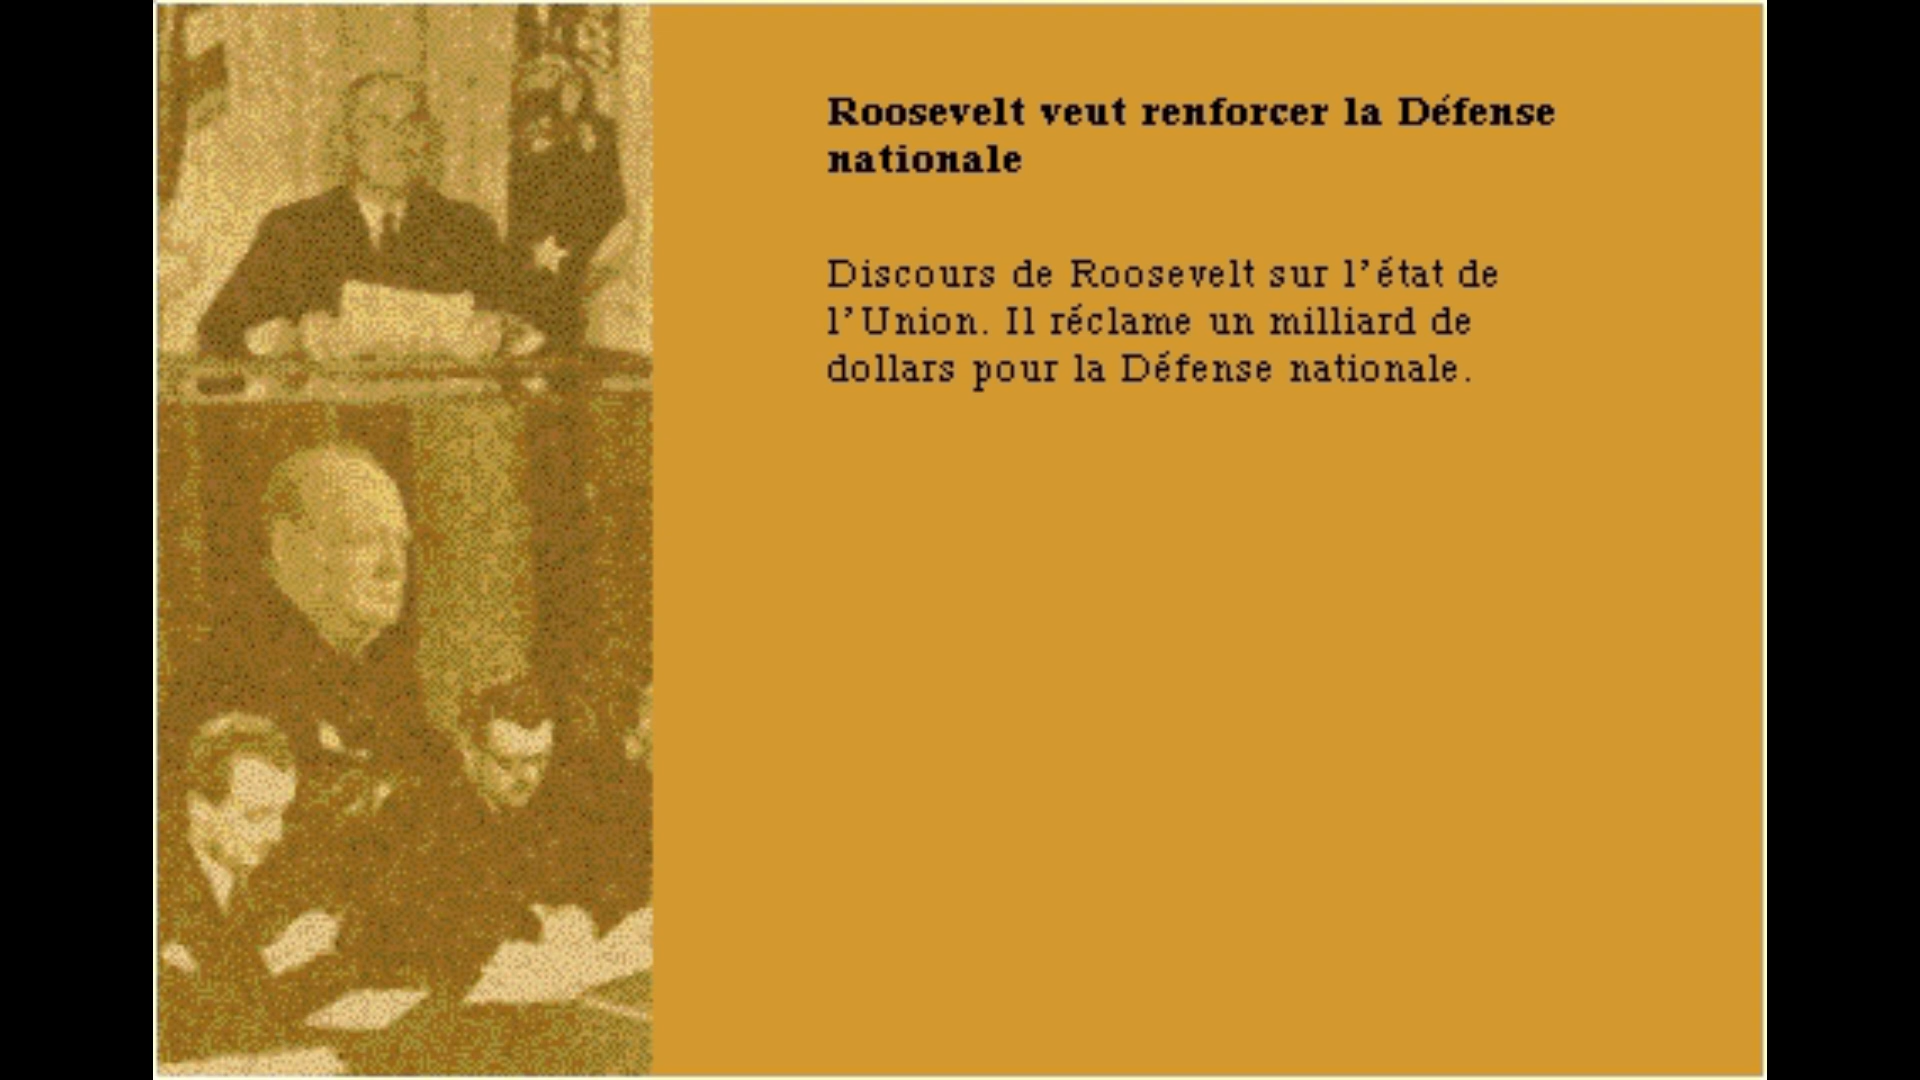 Roosevelt veut renforcer la Défense
nationale
Discours de Roosevelt sur l’état de
l’Union. Il réclame un milliard de
dollars pour la Défense nationale.